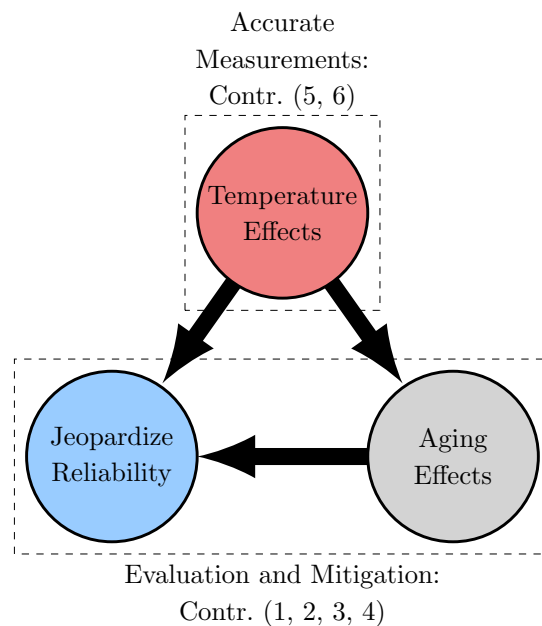 Accurate
Measurements:
Contr. (5, 6)
Temperature
Effects
Jeopardize
Reliability
Aging
Effects
Evaluation and Mitigation:
Contr. (1, 2, 3, 4)